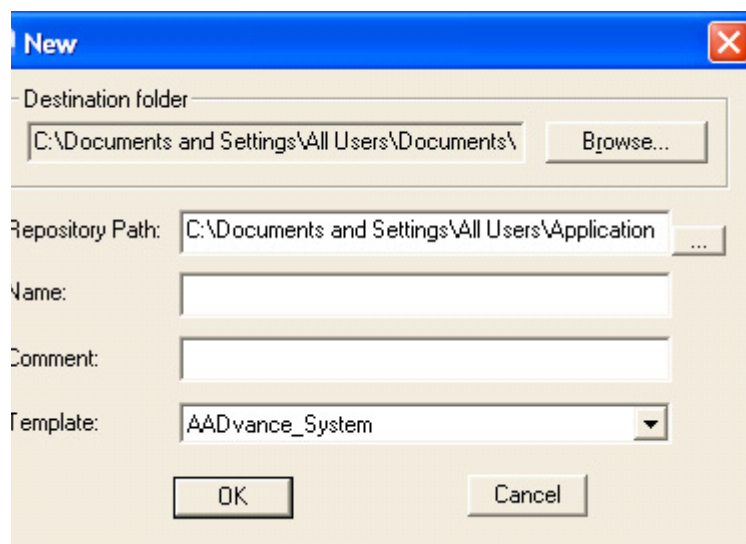 New
Destination folder
C:\Documents and Settings\All Users\Documents\
Browse...
Repository Path: C:\Documents and Settings\All Users\Application ...
Name:
Comment:
Template: AADvance_System
OK Cancel